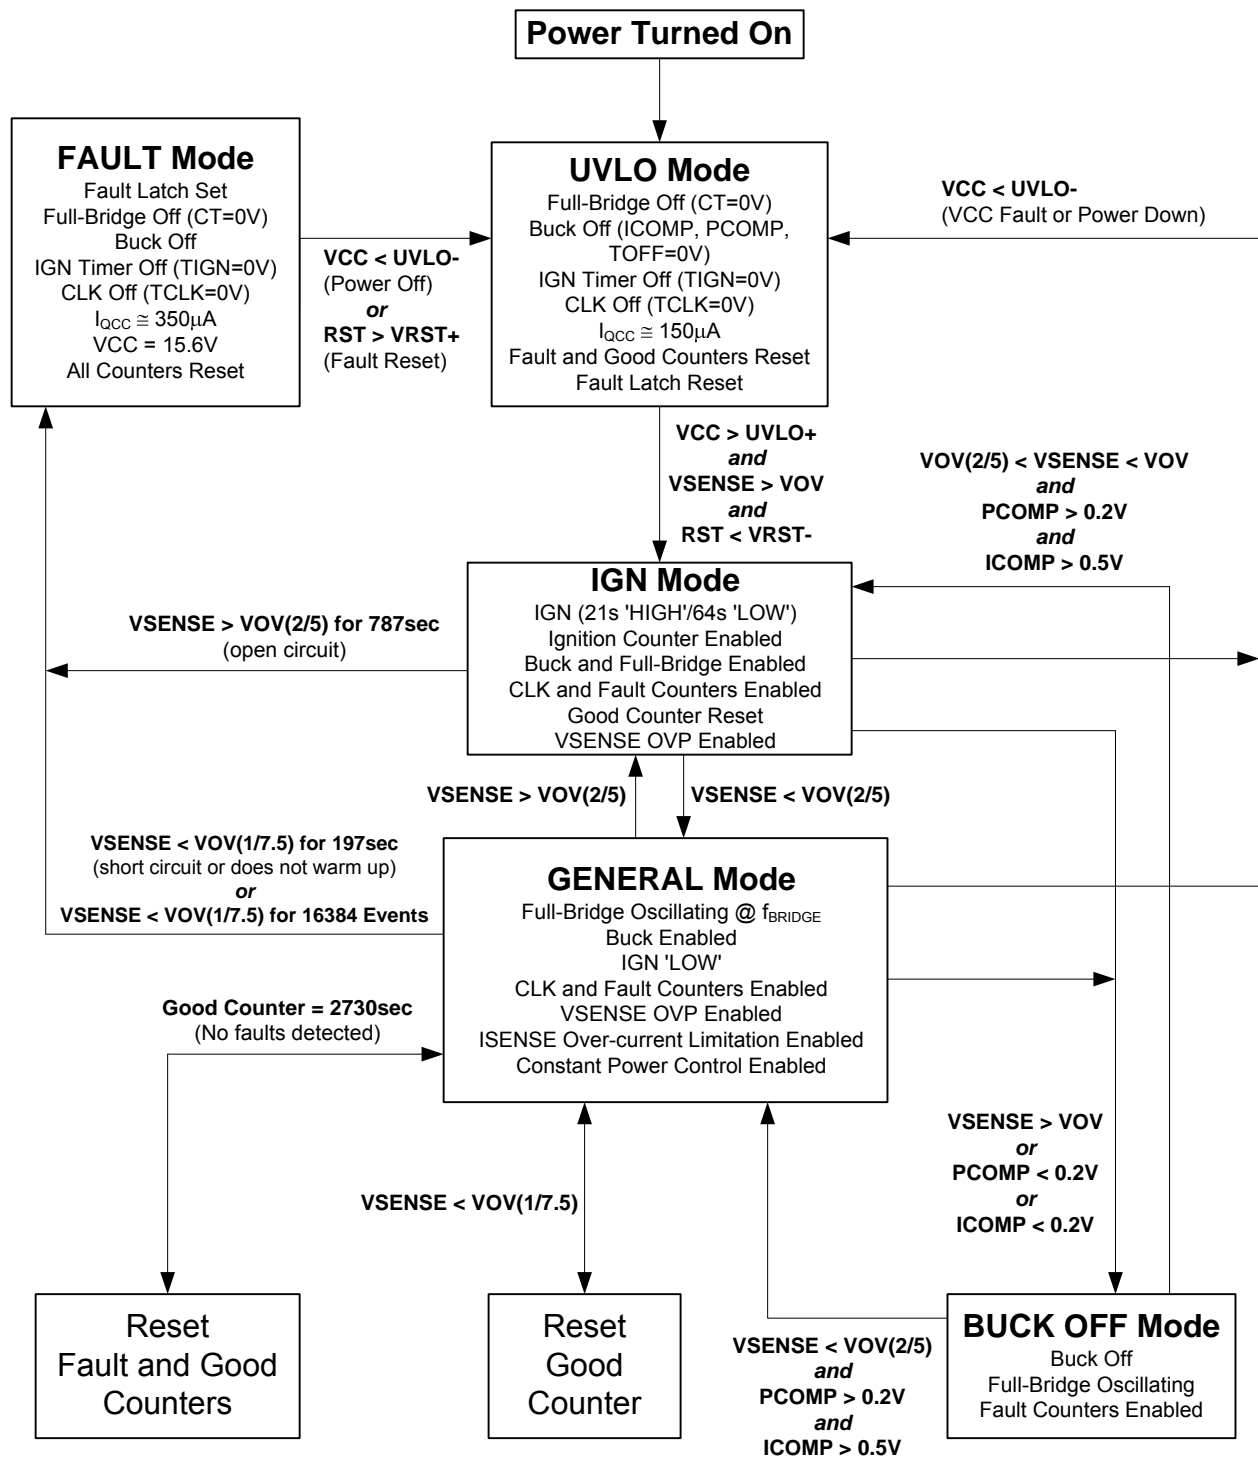 Power Turned On
FAULT Mode
Fault Latch Set
Full-Bridge Off (CT=0V)
Buck Off
IGN Timer Off (TIGN=0V)
CLK Off (TCLK=0V)
IQCC ≅ 350μA
VCC = 15.6V
All Counters Reset
VCC < UVLO-
(Power Off)
or
RST > VRST+
(Fault Reset)
UVLO Mode
Full-Bridge Off (CT=0V)
Buck Off (ICOMP, PCOMP,
TOFF=0V)
IGN Timer Off (TIGN=0V)
CLK Off (TCLK=0V)
IQCC ≅ 150μA
Fault and Good Counters Reset
Fault Latch Reset
VCC < UVLO-
(VCC Fault or Power Down)
VCC > UVLO+
and
VSENSE > VOV
and
RST < VRST-
VOV(2/5) < VSENSE < VOV
and
PCOMP > 0.2V
and
ICOMP > 0.5V
IGN Mode
IGN (21s 'HIGH'/64s 'LOW')
Ignition Counter Enabled
Buck and Full-Bridge Enabled
CLK and Fault Counters Enabled
Good Counter Reset
VSENSE OVP Enabled
VSENSE > VOV(2/5) for 787sec
(open circuit)
VSENSE > VOV(2/5)
VSENSE < VOV(2/5)
VSENSE < VOV(1/7.5) for 197sec
(short circuit or does not warm up)
or
VSENSE < VOV(1/7.5) for 16384 Events
GENERAL Mode
Full-Bridge Oscillating @ fBRIDGE
Buck Enabled
IGN 'LOW'
CLK and Fault Counters Enabled
VSENSE OVP Enabled
ISENSE Over-current Limitation Enabled
Constant Power Control Enabled
Good Counter = 2730sec
(No faults detected)
VSENSE < VOV(1/7.5)
VSENSE > VOV
or
PCOMP < 0.2V
or
ICOMP < 0.2V
Reset
Fault and Good
Counters
Reset
Good
Counter
VSENSE < VOV(2/5)
and
PCOMP > 0.2V
and
ICOMP > 0.5V
BUCK OFF Mode
Buck Off
Full-Bridge Oscillating
Fault Counters Enabled